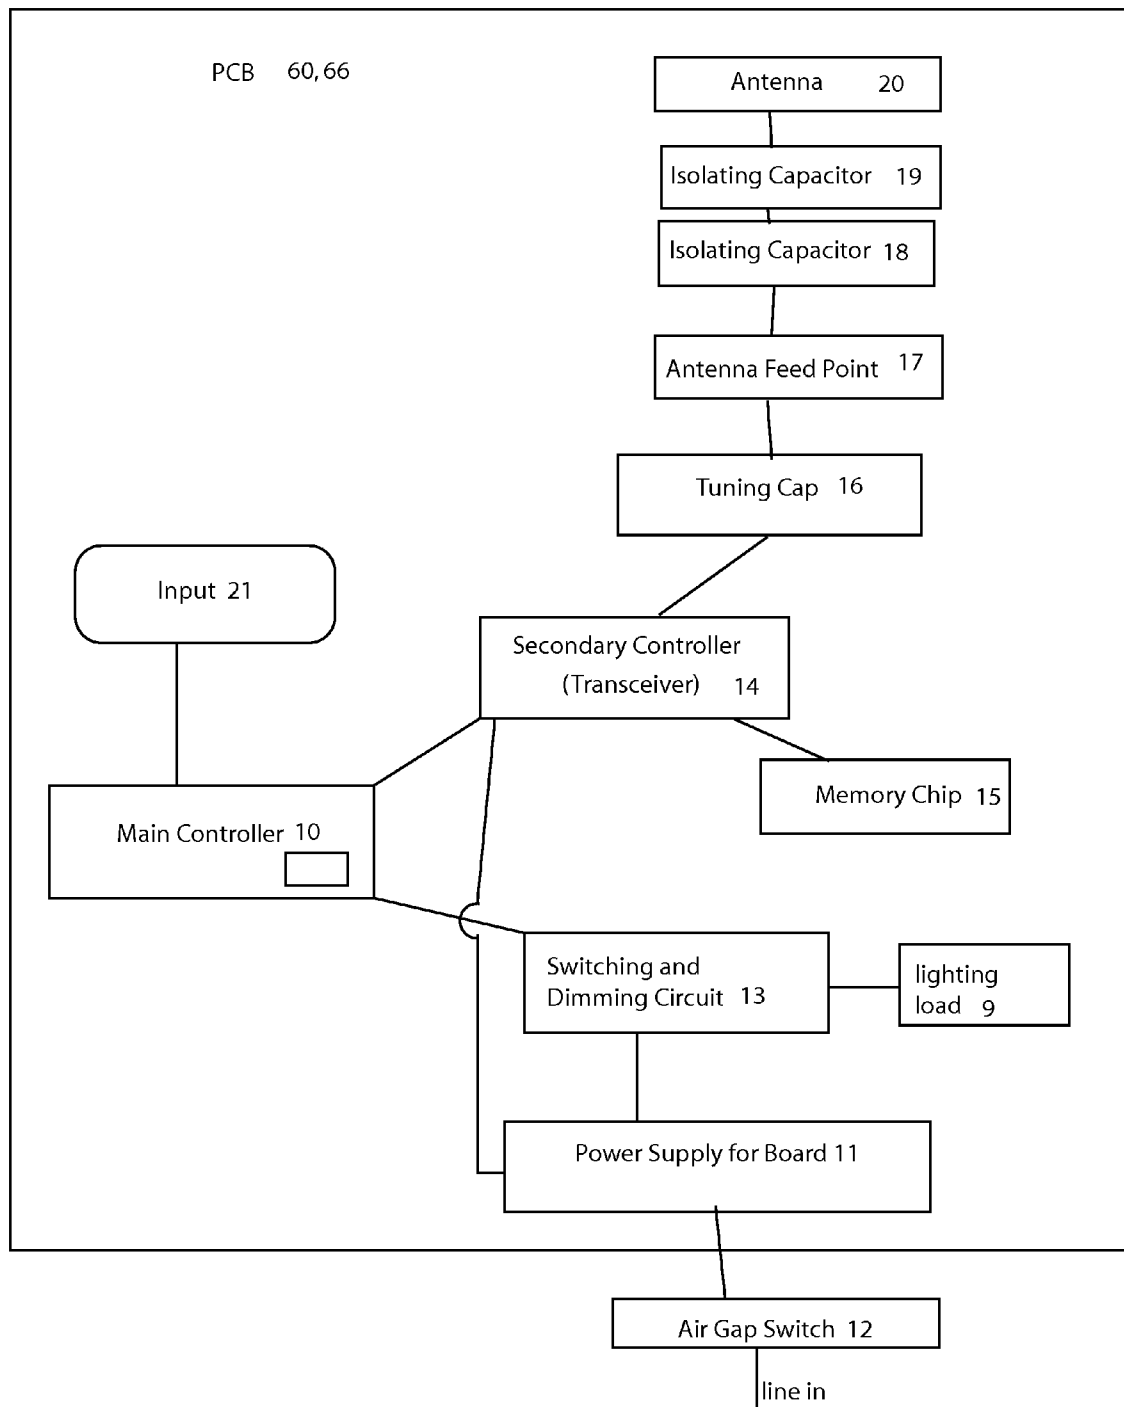 PCB 60, 66
Antenna 20
Isolating Capacitor 19
Isolating Capacitor 18
Antenna Feed Point 17
Tuning Cap 16
Input 21
Secondary Controller
(Transceiver) 14
Memory Chip 15
Main Controller 10
Switching and
Dimming Circuit 13
lighting
load 9
Power Supply for Board 11
Air Gap Switch 12
line in